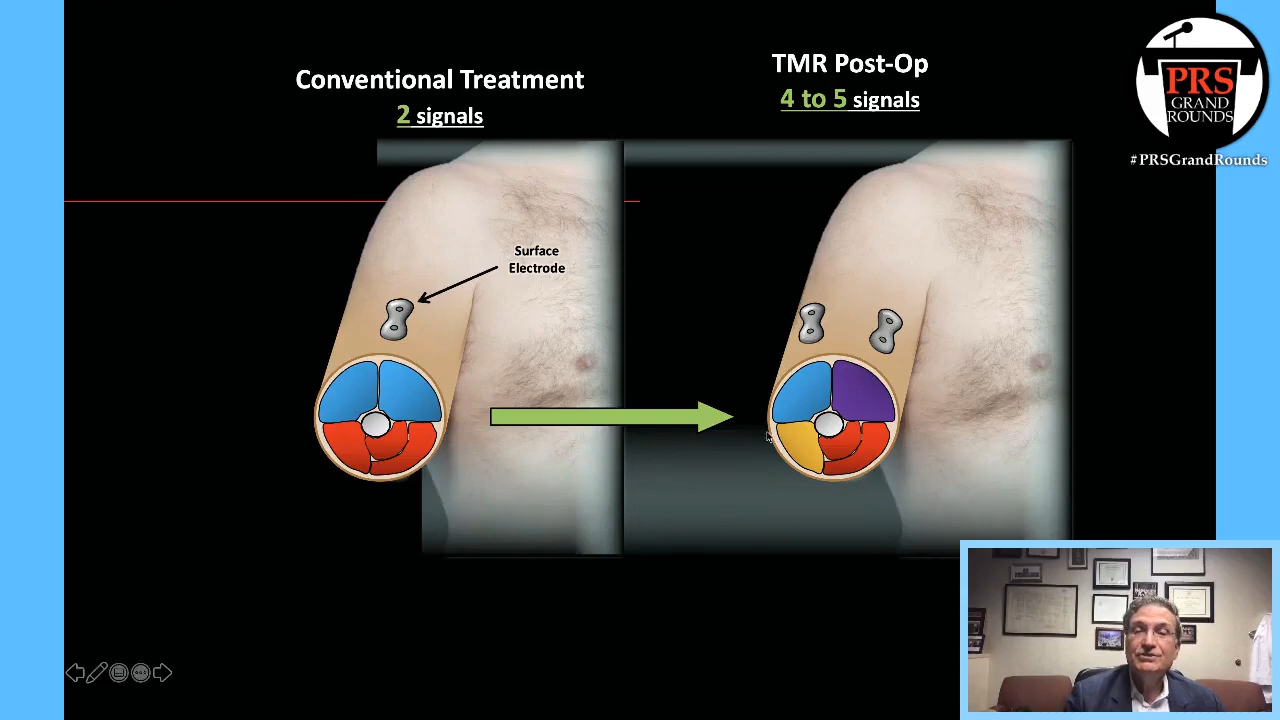 Conventional Treatment
2 signals
TMR Post-Op
4 to 5 signals
Surface
Electrode
PRS
GRAND
ROUNDS
#PRSGrandRounds